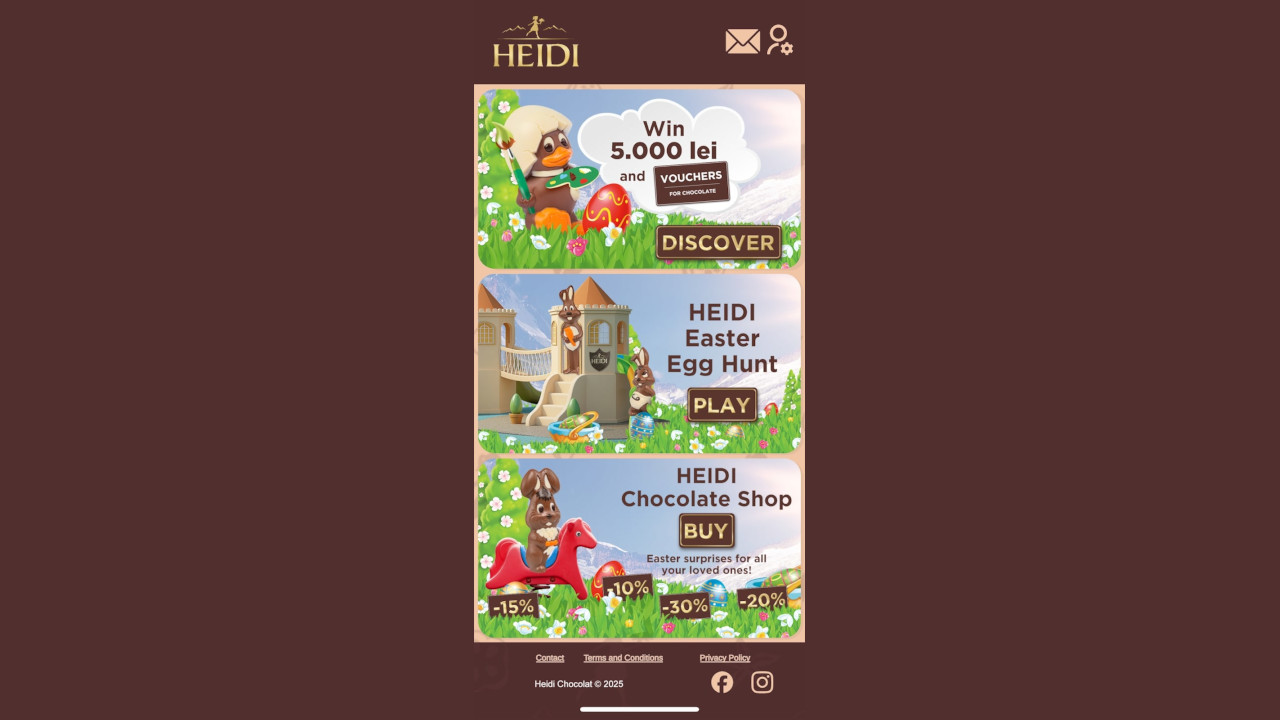 HEIDI
Win
5.000 lei
and
VOUCHERS
FOR CHOCOLATE
DISCOVER
HEIDI
HEIDI
Easter
Egg Hunt
PLAY
HEIDI
Chocolate Shop
BUY
Easter surprises for all
your loved ones!
-15%
-10%
-30%
-20%
Contact
Terms and Conditions
Privacy Policy
Heidi Chocolat © 2025